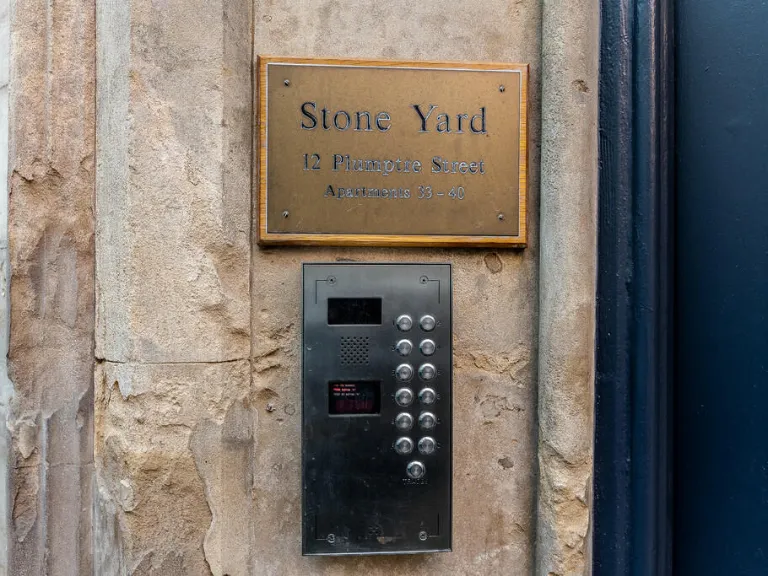 Stone Yard
12 Plumptre Street
Apartments 33 - 40